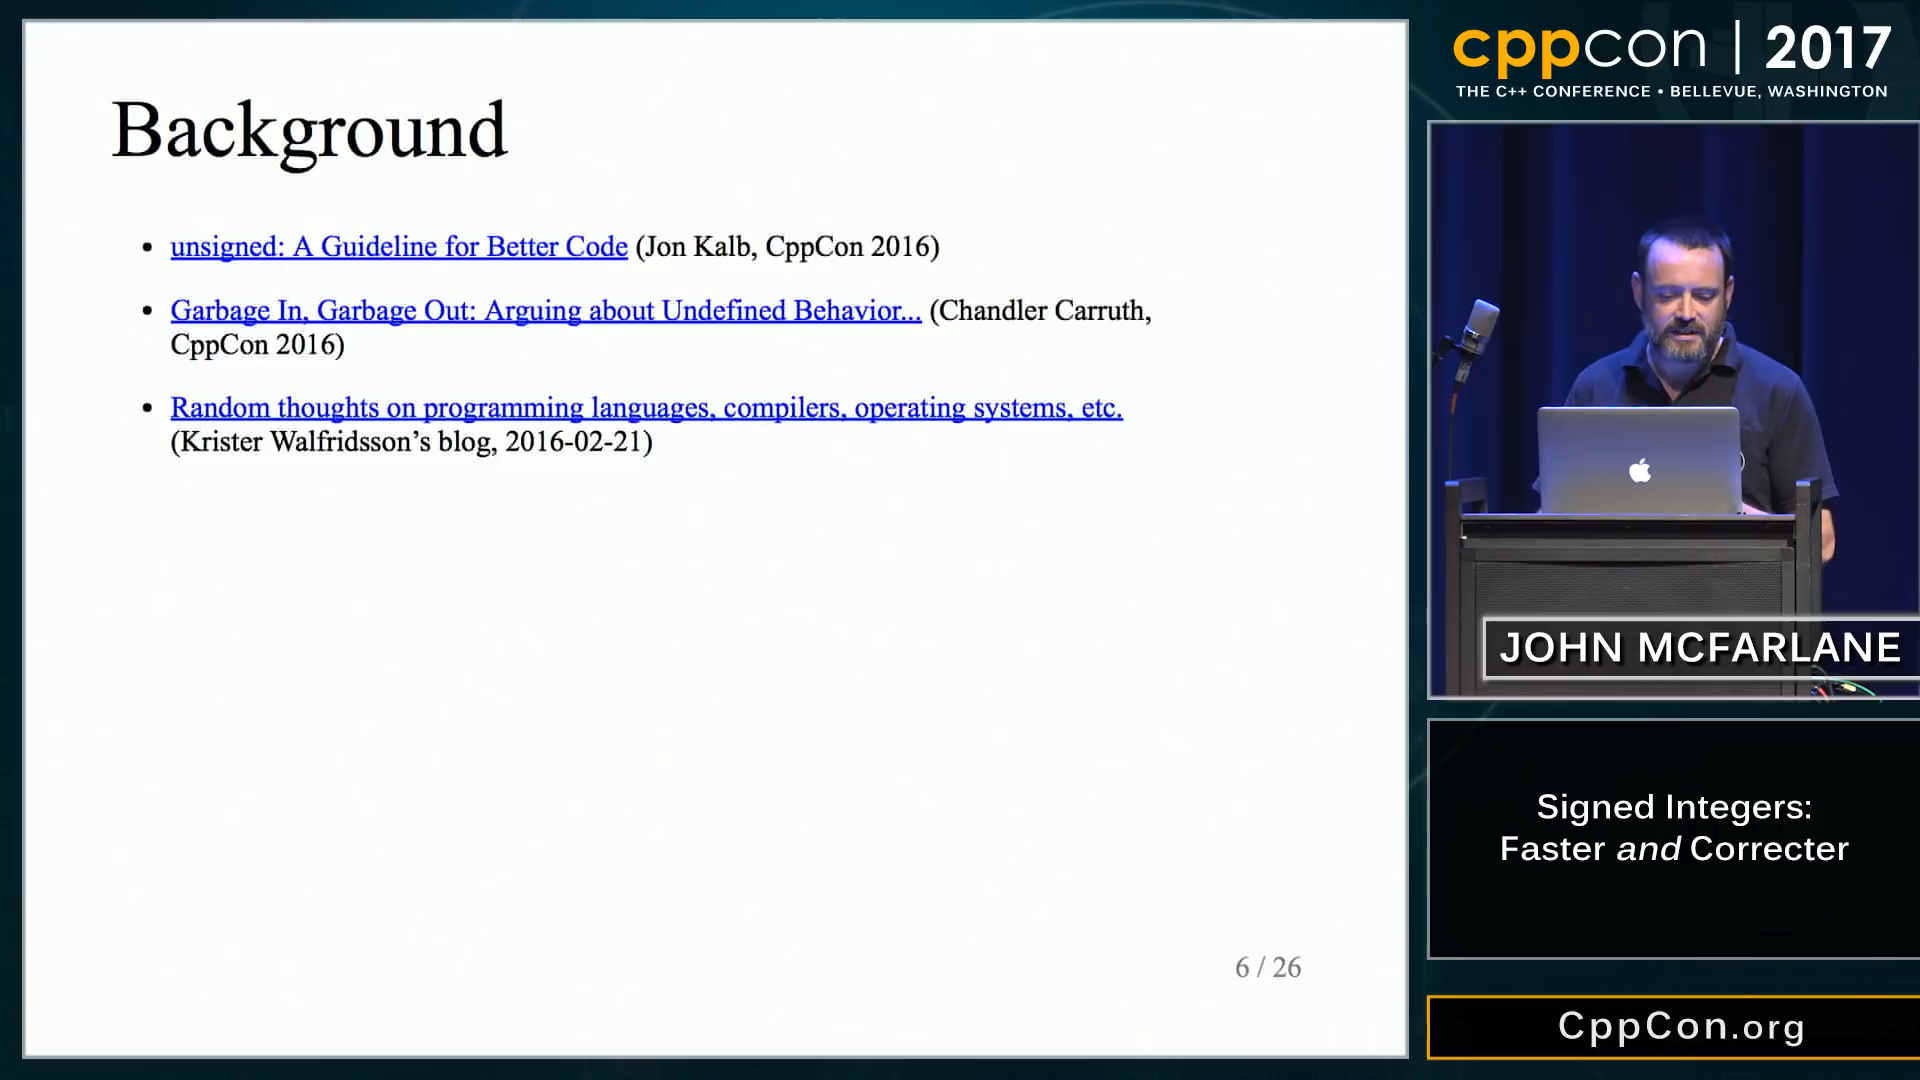 Background
• unsigned: A Guideline for Better Code (Jon Kalb, CppCon 2016)
• Garbage In, Garbage Out: Arguing about Undefined Behavior... (Chandler Carruth,
CppCon 2016)
• Random thoughts on programming languages, compilers, operating systems, etc.
(Krister Walfridsson’s blog, 2016-02-21)
6 / 26
cppcon | 2017
THE C++ CONFERENCE • BELLEVUE, WASHINGTON
JOHN MCFARLANE
Signed Integers:
Faster and Correcter
CppCon.org